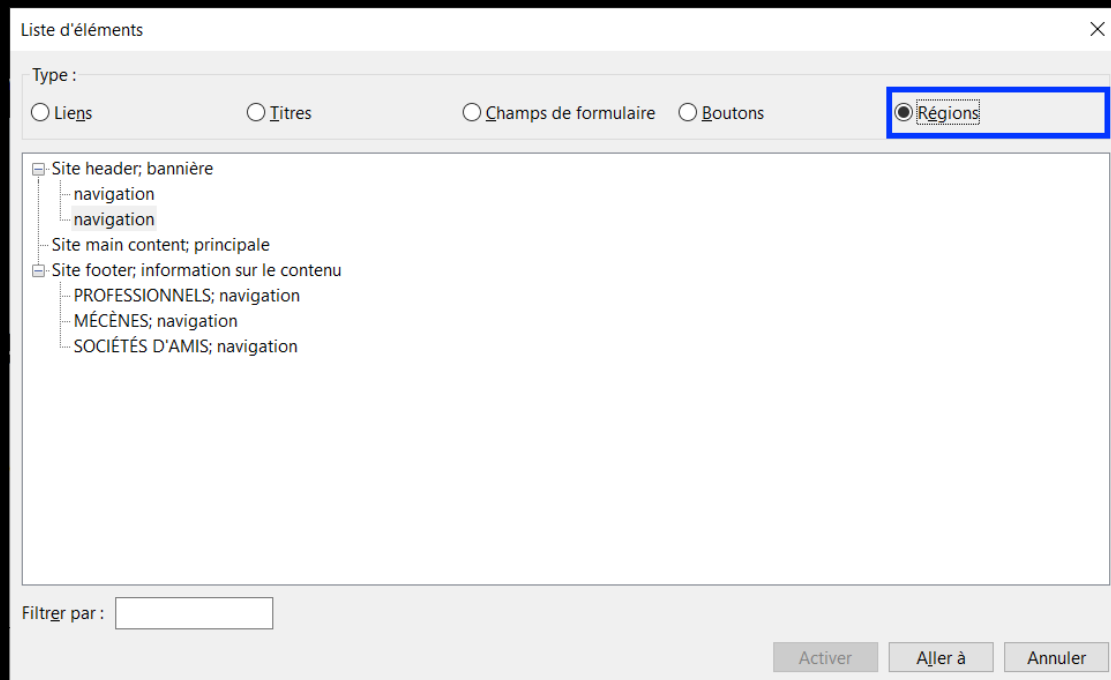 Liste d'éléments
Type :
Liens Titres Champs de formulaire Boutons Régions
Site header; bannière
navigation
navigation
Site main content; principale
Site footer; information sur le contenu
PROFESSIONNELS; navigation
MÉCÈNES; navigation
SOCIÉTÉS D'AMIS; navigation
Filtrer par :
Activer Aller à Annuler